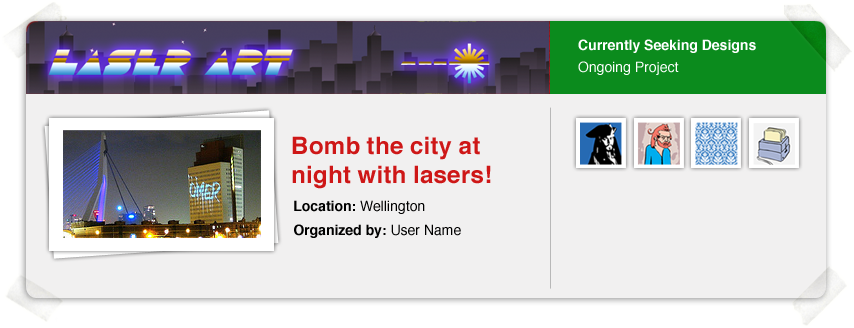 LASER ART
Currently Seeking Designs
Ongoing Project
Bomb the city at
night with lasers!
Location: Wellington
Organized by: User Name